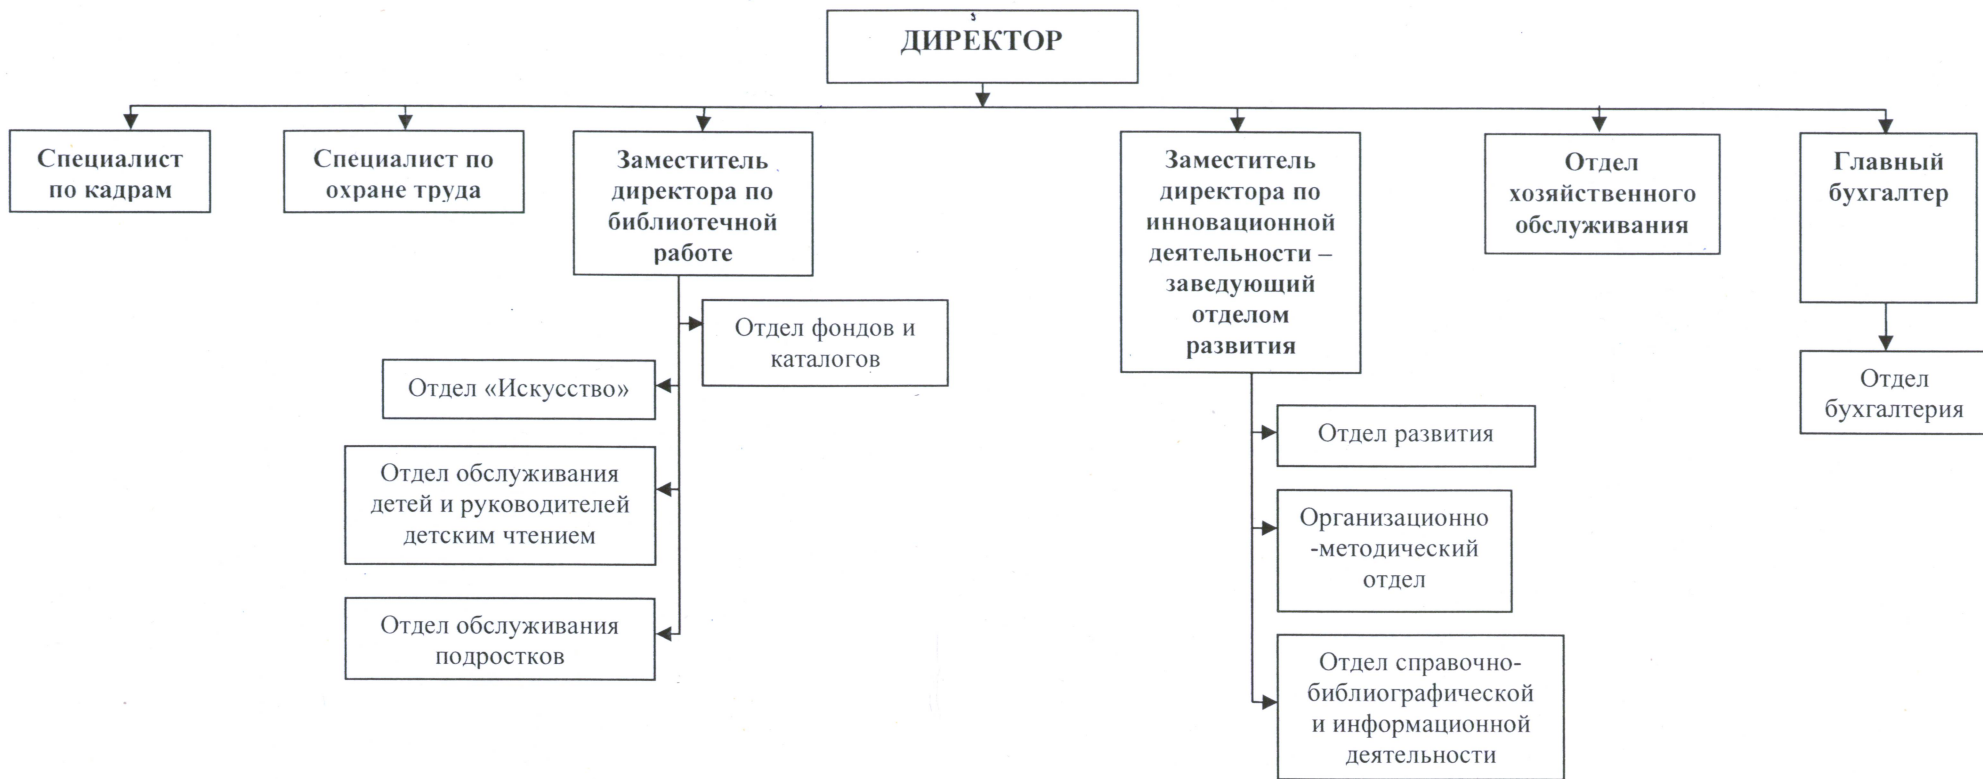 ДИРЕКТОР
Специалист
по кадрам
Специалист по
охране труда
Заместитель
директора по
библиотечной
работе
Заместитель
директора по
инновационной
деятельности –
заведующий
отделом
развития
Отдел
хозяйственного
обслуживания
Главный
бухгалтер
Отдел фондов и
каталогов
Отдел «Искусство»
Отдел обслуживания
детей и руководителей
детским чтением
Отдел обслуживания
подростков
Отдел развития
Организационно
-методический
отдел
Отдел справочно-
библиографической
и информационной
деятельности
Отдел
бухгалтерия